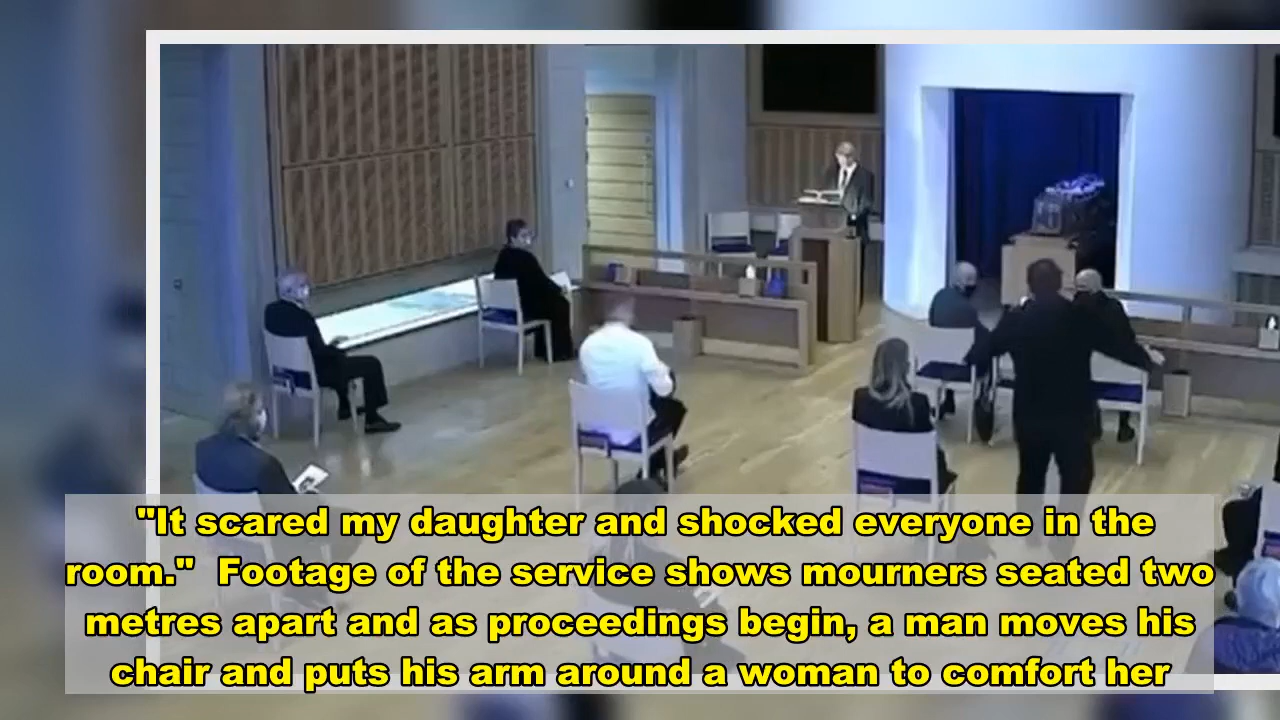 "It scared my daughter and shocked everyone in the
room."  Footage of the service shows mourners seated two
metres apart and as proceedings begin, a man moves his
chair and puts his arm around a woman to comfort her